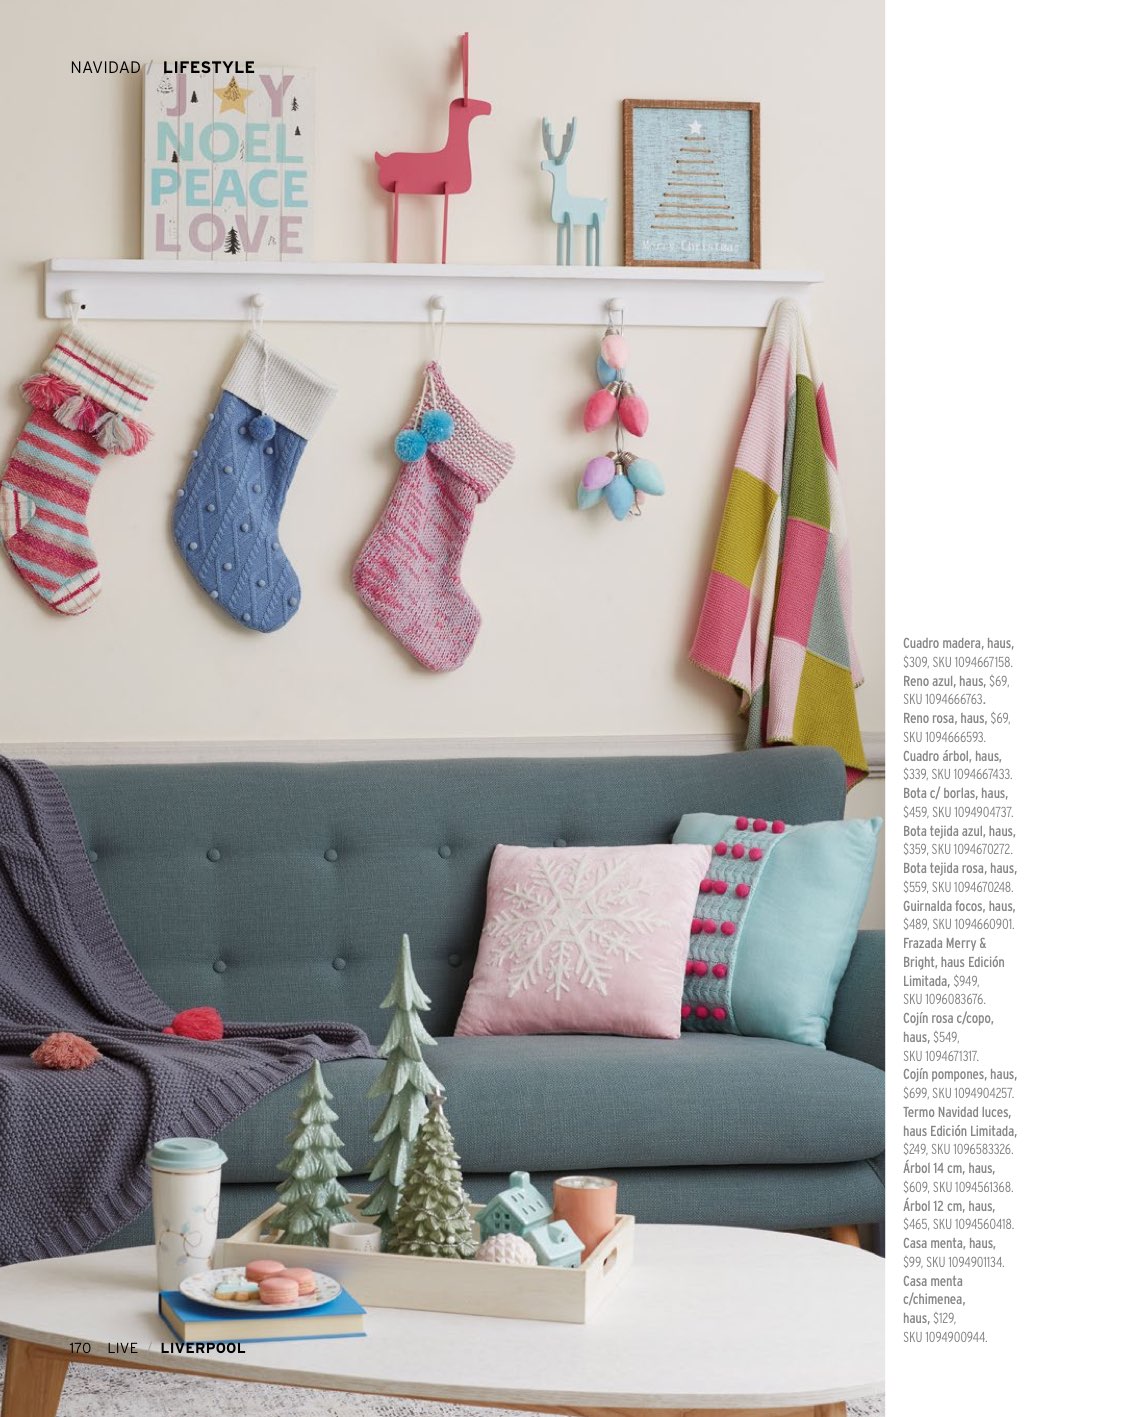 NAVIDAD / LIFESTYLE
JOY
NOEL
PEACE
LOVE
Merry Christmas
Cuadro madera, haus,
$309, SKU 1094667158.
Reno azul, haus, $69,
SKU 1094666763.
Reno rosa, haus, $69,
SKU 1094666593.
Cuadro árbol, haus,
$339, SKU 1094667433.
Bota c/ borlas, haus,
$459, SKU 1094904737.
Bota tejida azul, haus,
$359, SKU 1094670272.
Bota tejida rosa, haus,
$559, SKU 1094670248.
Guirnalda focos, haus,
$489, SKU 1094660901.
Frazada Merry &
Bright, haus Edición
Limitada, $949,
SKU 1096083676.
Cojín rosa c/copo,
haus, $549,
SKU 1094671317.
Cojín pompones, haus,
$699, SKU 1094904257.
Termo Navidad luces,
haus Edición Limitada,
$249, SKU 1096583326.
Árbol 14 cm, haus,
$609, SKU 1094561368.
Árbol 12 cm, haus,
$465, SKU 1094560418.
Casa menta, haus,
$99, SKU 1094901134.
Casa menta
c/chimenea,
haus, $129,
SKU 1094900944.
170 LIVE / LIVERPOOL